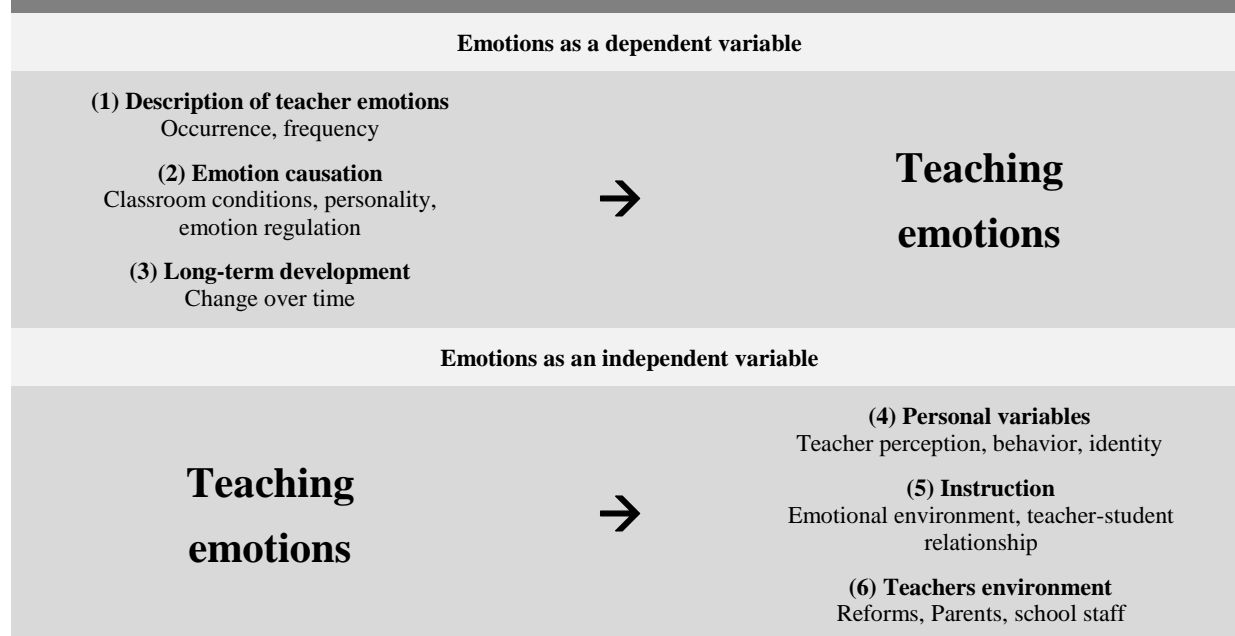 Emotions as a dependent variable
(1) Description of teacher emotions
Occurrence, frequency
(2) Emotion causation
Classroom conditions, personality,
emotion regulation
(3) Long-term development
Change over time
→
Teaching
emotions
Emotions as an independent variable
Teaching
emotions
→
(4) Personal variables
Teacher perception, behavior, identity
(5) Instruction
Emotional environment, teacher-student
relationship
(6) Teachers environment
Reforms, Parents, school staff